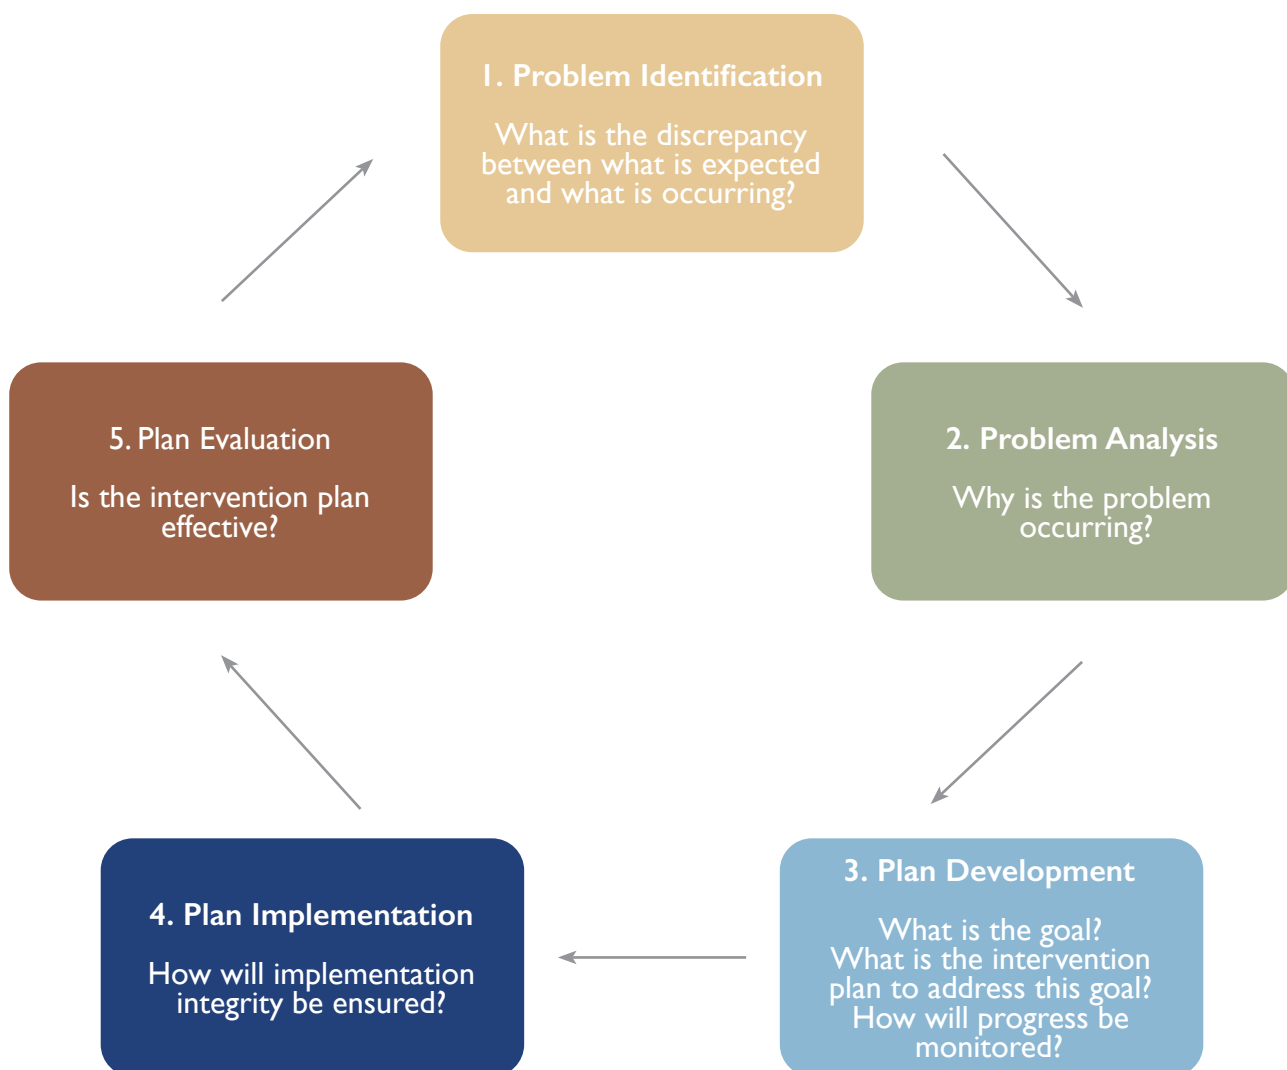 1. Problem Identification
What is the discrepancy
between what is expected
and what is occurring?
2. Problem Analysis
Why is the problem
occurring?
3. Plan Development
What is the goal?
What is the intervention
plan to address this goal?
How will progress be
monitored?
4. Plan Implementation
How will implementation
integrity be ensured?
5. Plan Evaluation
Is the intervention plan
effective?